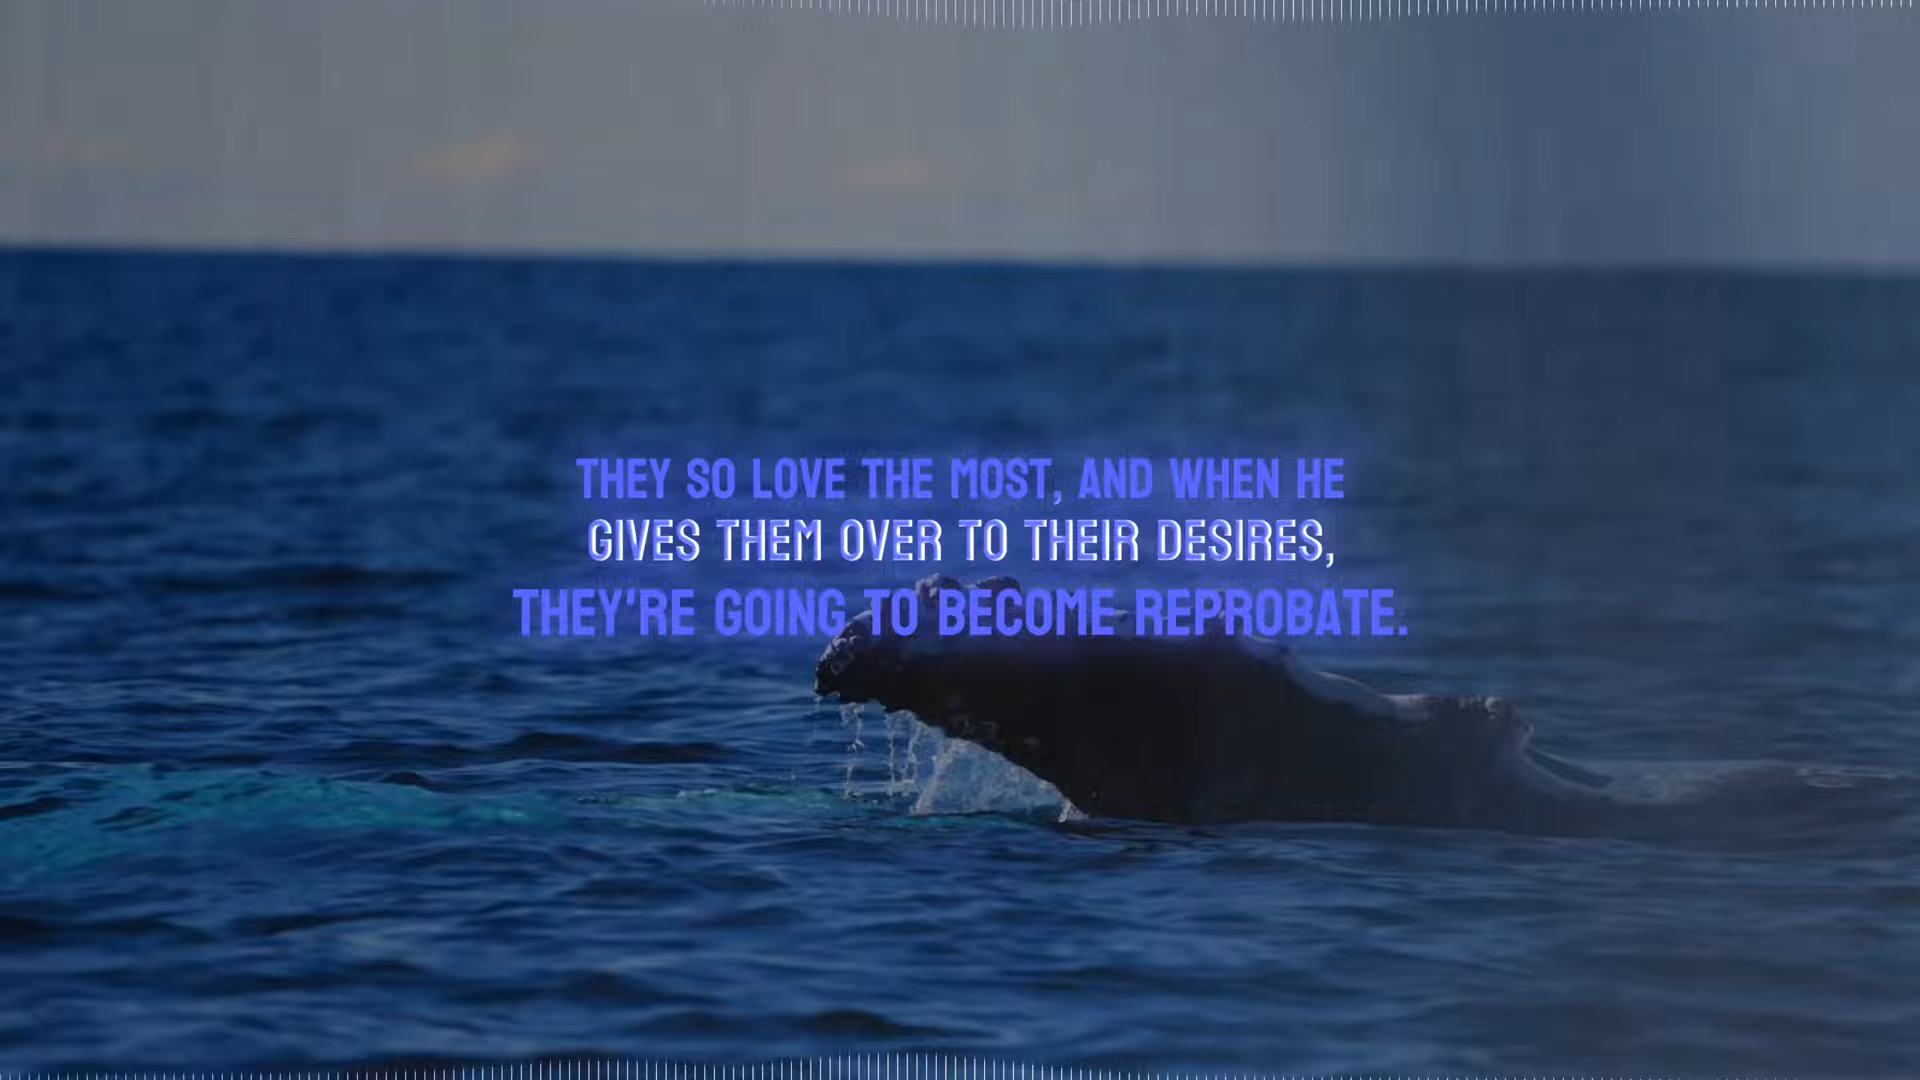 THEY SO LOVE THE MOST, AND WHEN HE
GIVES THEM OVER TO THEIR DESIRES,
THEY'RE GOING TO BECOME REPROBATE.